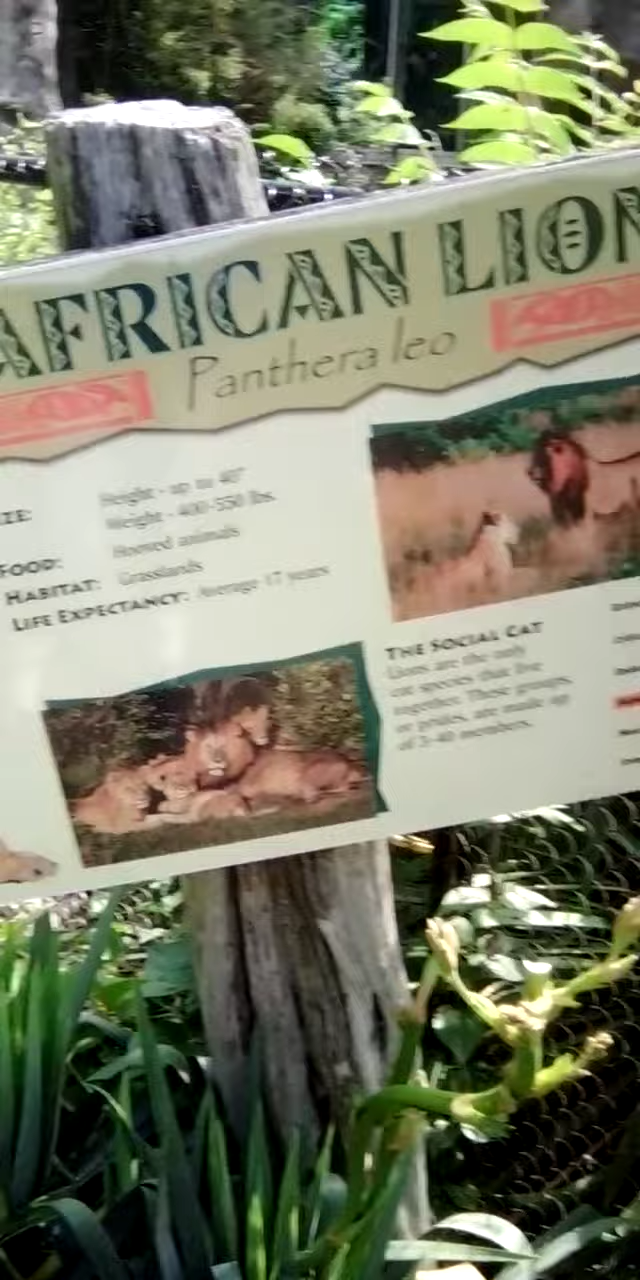 AFRICAN LION
Panthera leo
ZE:
Height - up to 40"
Weight - 400-550 lbs.
FOOD: Hooved animals
HABITAT: Grasslands
LIFE EXPECTANCY: Average 17 years
THE SOCIAL CAT
Lions are the only
cat species that live
together. These groups,
or prides, are made up
of 5-40 members.